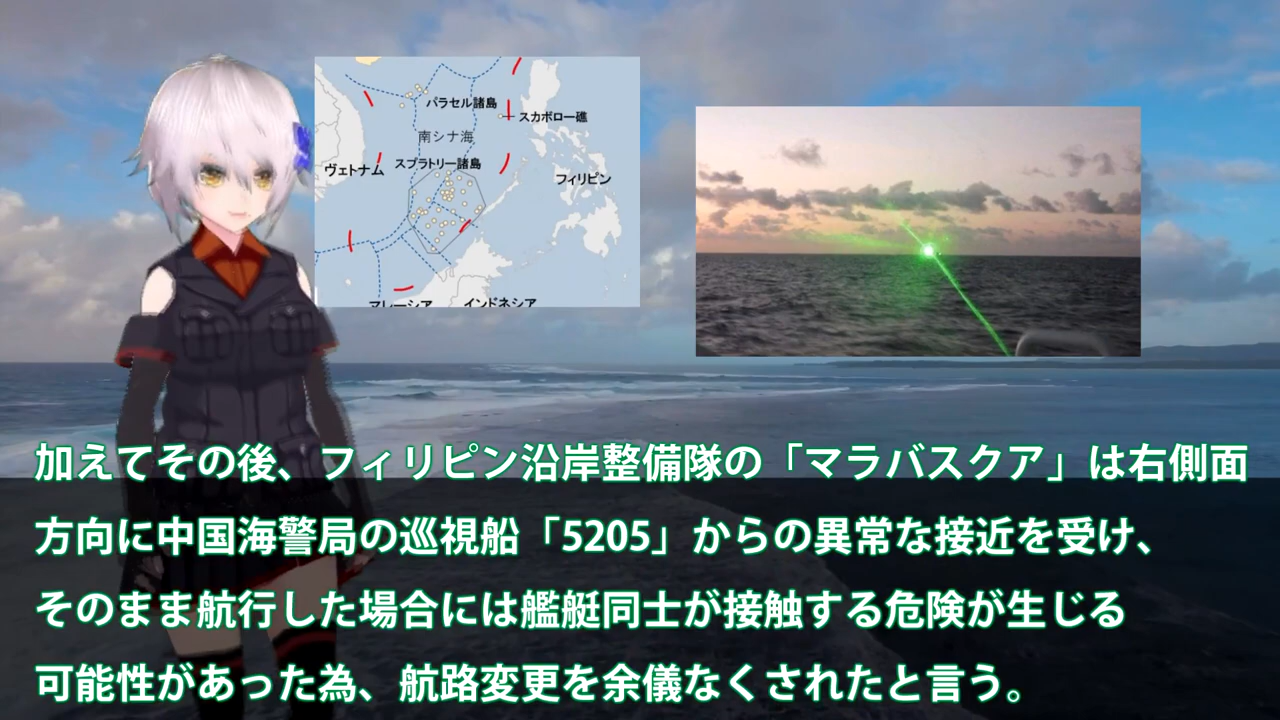 パラセル諸島
スカボロー礁
南シナ海
スプラトリー諸島
ヴェトナム
フィリピン
マレーシア
インドネシア
加えてその後、フィリピン沿岸整備隊の「マラバスクア」は右側面
方向に中国海警局の巡視船「5205」からの異常な接近を受け、
そのまま航行した場合には艦艇同士が接触する危険が生じる
可能性があった為、航路変更を余儀なくされたと言う。